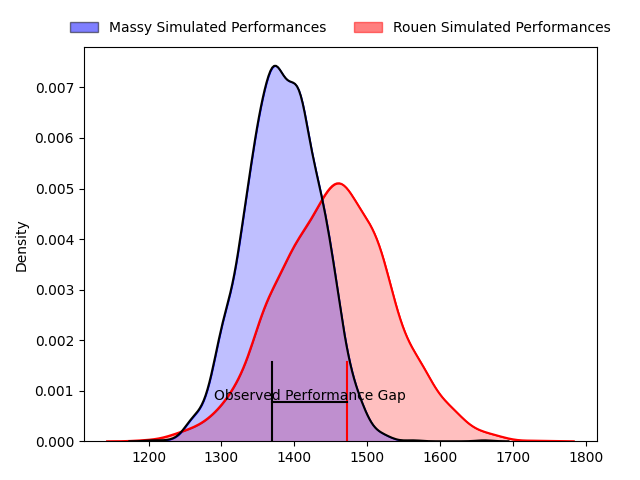 Massy Simulated Performances Rouen Simulated Performances
0.007
0.006
0.005
0.004
0.003
0.002
0.001
0.000
Density
Observed Performance Gap
1200 1300 1400 1500 1600 1700 1800